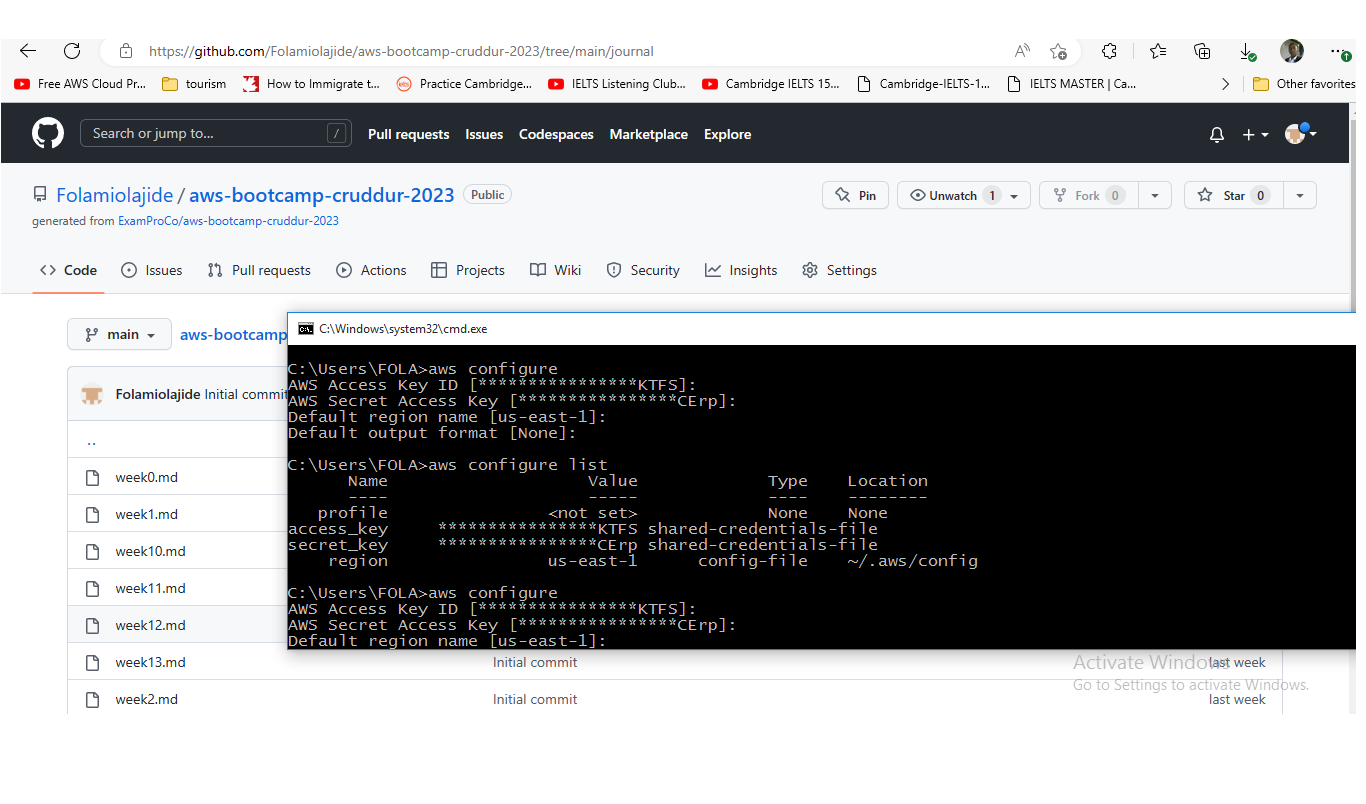 https://github.com/Folamiolajide/aws-bootcamp-cruddur-2023/tree/main/journal
Free AWS Cloud Pr... tourism How to Immigrate t... Practice Cambridge... IELTS Listening Club... Cambridge IELTS 15... Cambridge-IELTS-1... IELTS MASTER | Ca... Other favorites
Search or jump to... / Pull requests Issues Codespaces Marketplace Explore
Folamiolajide / aws-bootcamp-cruddur-2023 Public Pin Unwatch 1 Fork 0 Star 0
generated from ExamProCo/aws-bootcamp-cruddur-2023
<> Code Issues Pull requests Actions Projects Wiki Security Insights Settings
main aws-bootcamp
C:\Windows\system32\cmd.exe
C:\Users\FOLA>aws configure
AWS Access Key ID [****************KTFS]:
AWS Secret Access Key [****************CErp]:
Default region name [us-east-1]:
Default output format [None]:
C:\Users\FOLA>aws configure list
Name Value Type Location
---- ----- ---- --------
profile <not set> None None
access_key ****************KTFS shared-credentials-file
secret_key ****************CErp shared-credentials-file
region us-east-1 config-file ~/.aws/config
C:\Users\FOLA>aws configure
AWS Access Key ID [****************KTFS]:
AWS Secret Access Key [****************CErp]:
Default region name [us-east-1]:
Folamiolajide Initial commit
..
week0.md
week1.md
week10.md
week11.md
week12.md
week13.md Initial commit last week
week2.md Initial commit last week
Activate Windows
Go to Settings to activate Windows.